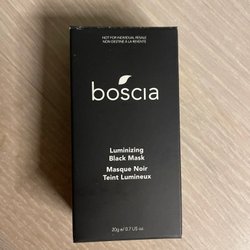 NOT FOR INDIVIDUAL RESALE
NON DESTINÉ À LA REVENTE
boscia
Luminizing
Black Mask
Masque Noir
Teint Lumineux
20g e/ 0.7 US oz